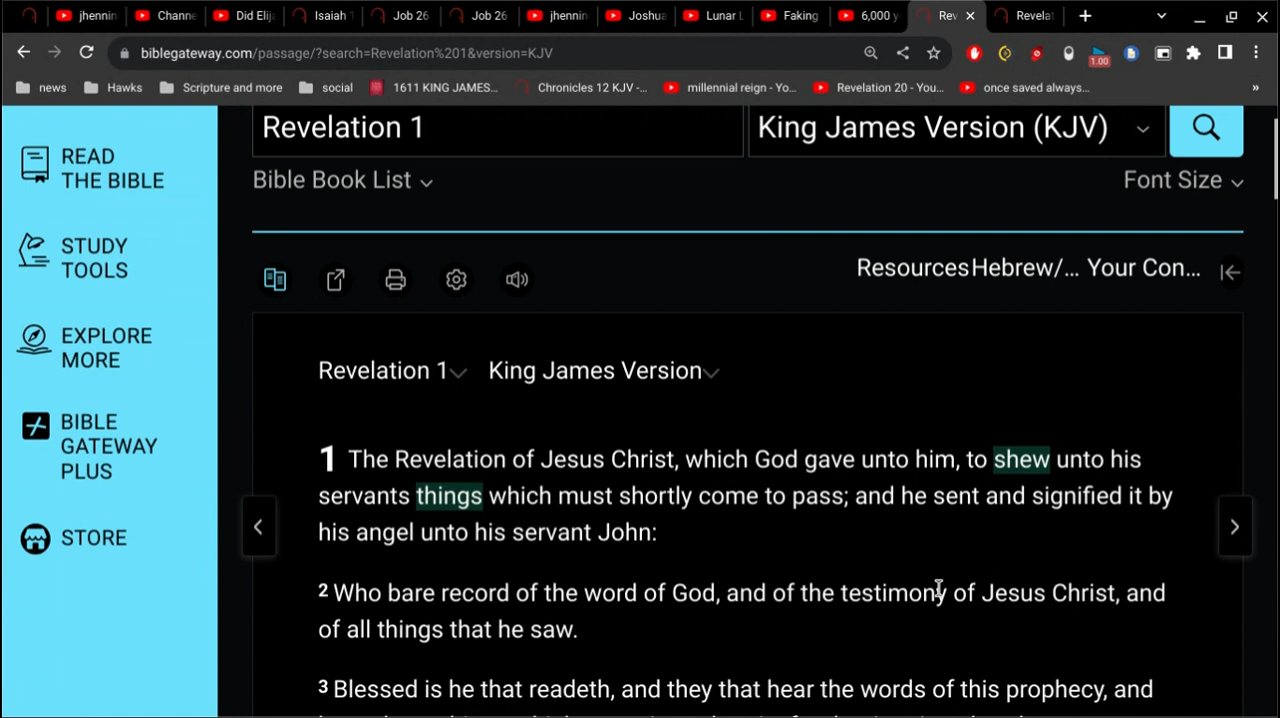 jhennin
Channe
Did Elij
Isaiah 1
Job 26
Job 26
jhennin
Joshua
Lunar L
Faking
6,000 y
Rev
Revelat
biblegateway.com/passage/?search=Revelation%201&version=KJV
1.00
news
Hawks
Scripture and more
social
1611 KING JAMES...
Chronicles 12 KJV -...
millennial reign - Yo...
Revelation 20 - You...
once saved always...
»
READ
THE BIBLE
STUDY
TOOLS
EXPLORE
MORE
BIBLE
GATEWAY
PLUS
STORE
Revelation 1
King James Version (KJV)
Bible Book List
Font Size
Resources Hebrew/... Your Con...
Revelation 1 King James Version
1 The Revelation of Jesus Christ, which God gave unto him, to shew unto his
servants things which must shortly come to pass; and he sent and signified it by
his angel unto his servant John:
2 Who bare record of the word of God, and of the testimony of Jesus Christ, and
of all things that he saw.
3 Blessed is he that readeth, and they that hear the words of this prophecy, and